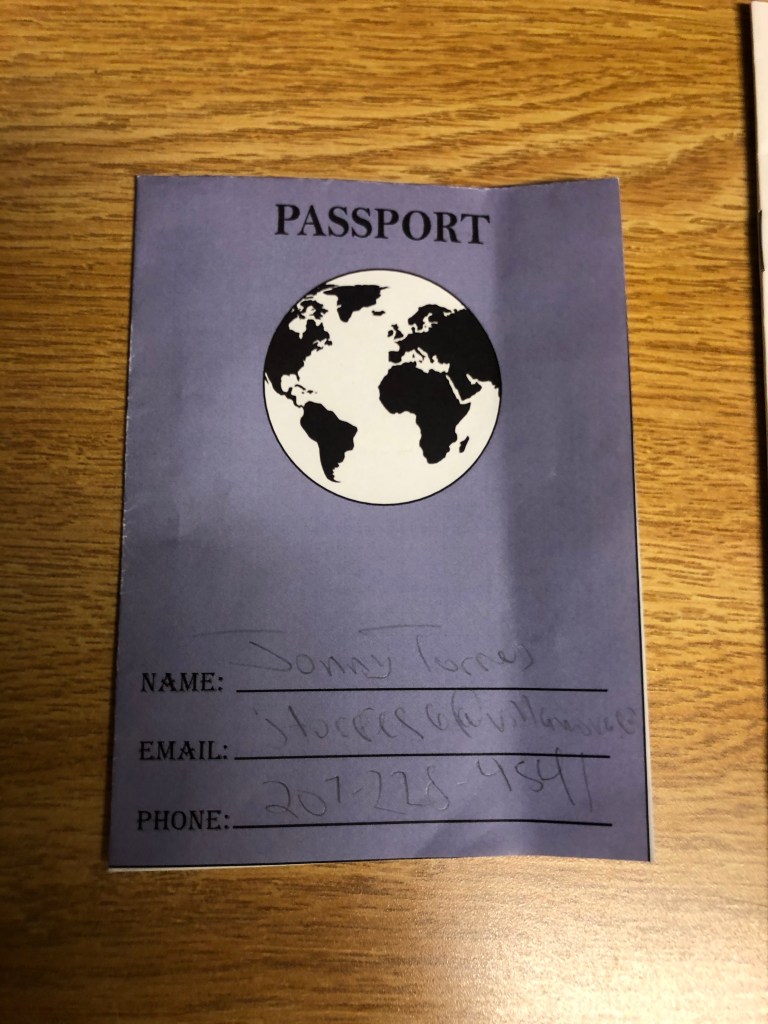 PASSPORT
NAME: Jonny Torres
EMAIL:
PHONE: 207-228-4541